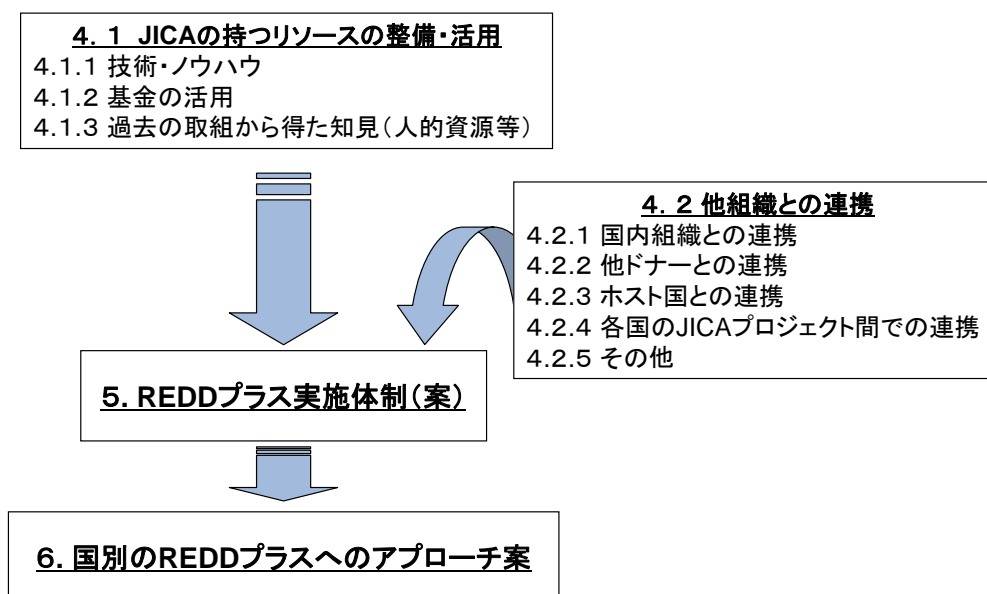 4．1 JICAの持つリソースの整備・活用
4.1.1 技術・ノウハウ
4.1.2 基金の活用
4.1.3 過去の取組から得た知見（人的資源等）
4．2 他組織との連携
4.2.1 国内組織との連携
4.2.2 他ドナーとの連携
4.2.3 ホスト国との連携
4.2.4 各国のJICAプロジェクト間での連携
4.2.5 その他
5. REDDプラス実施体制（案）
6. 国別のREDDプラスへのアプローチ案